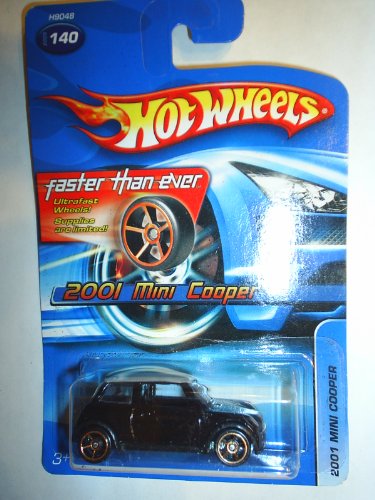 H9048
140
HOT WHEELS
faster than ever
Ultrafast
Wheels!
Supplies
are limited!
2001 Mini Cooper
2001 MINI COOPER
3+